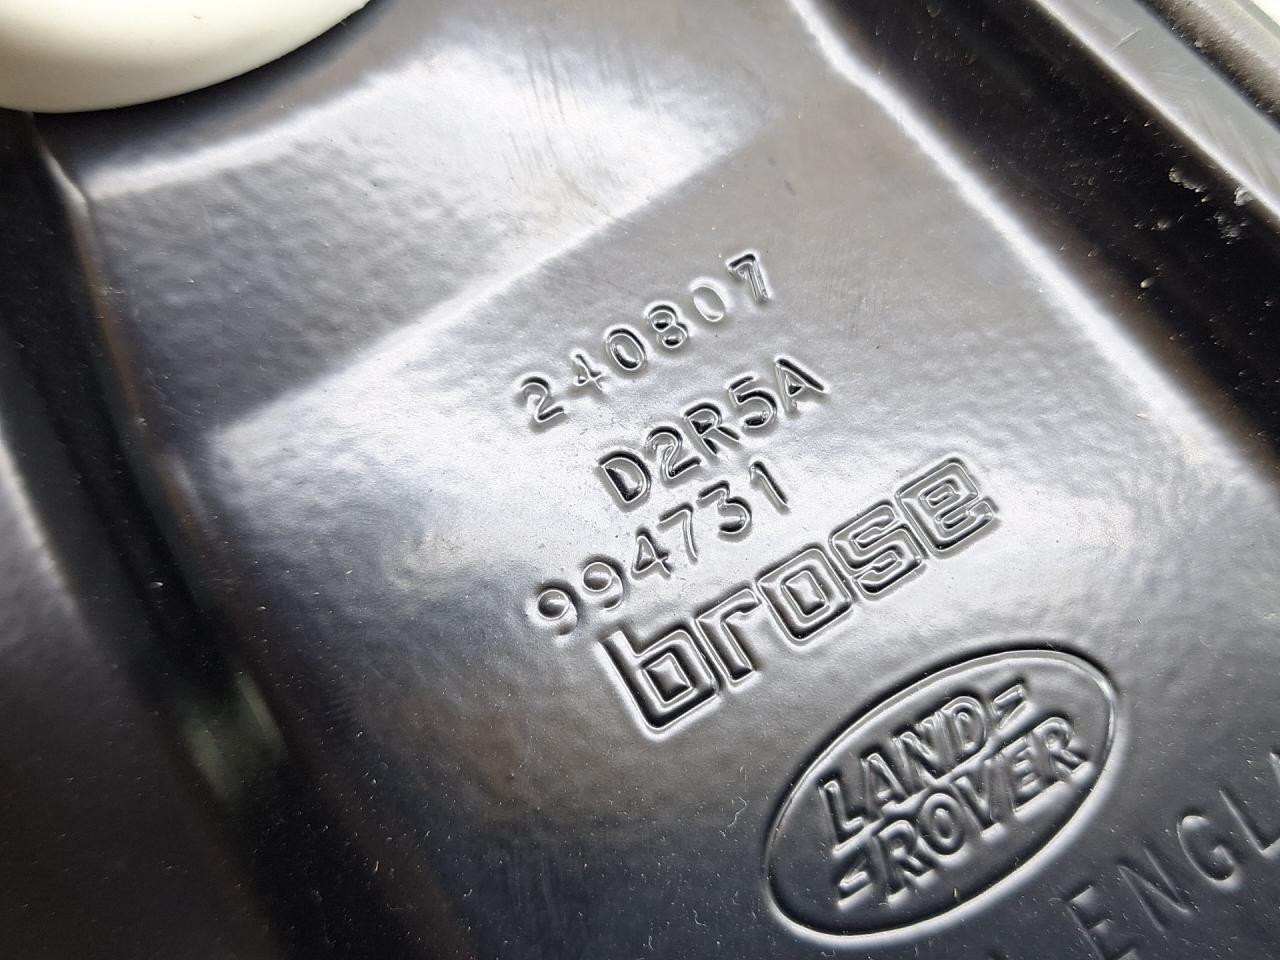 240807
D2R5A
994731
brose
LAND-
-ROVER
ENGLA